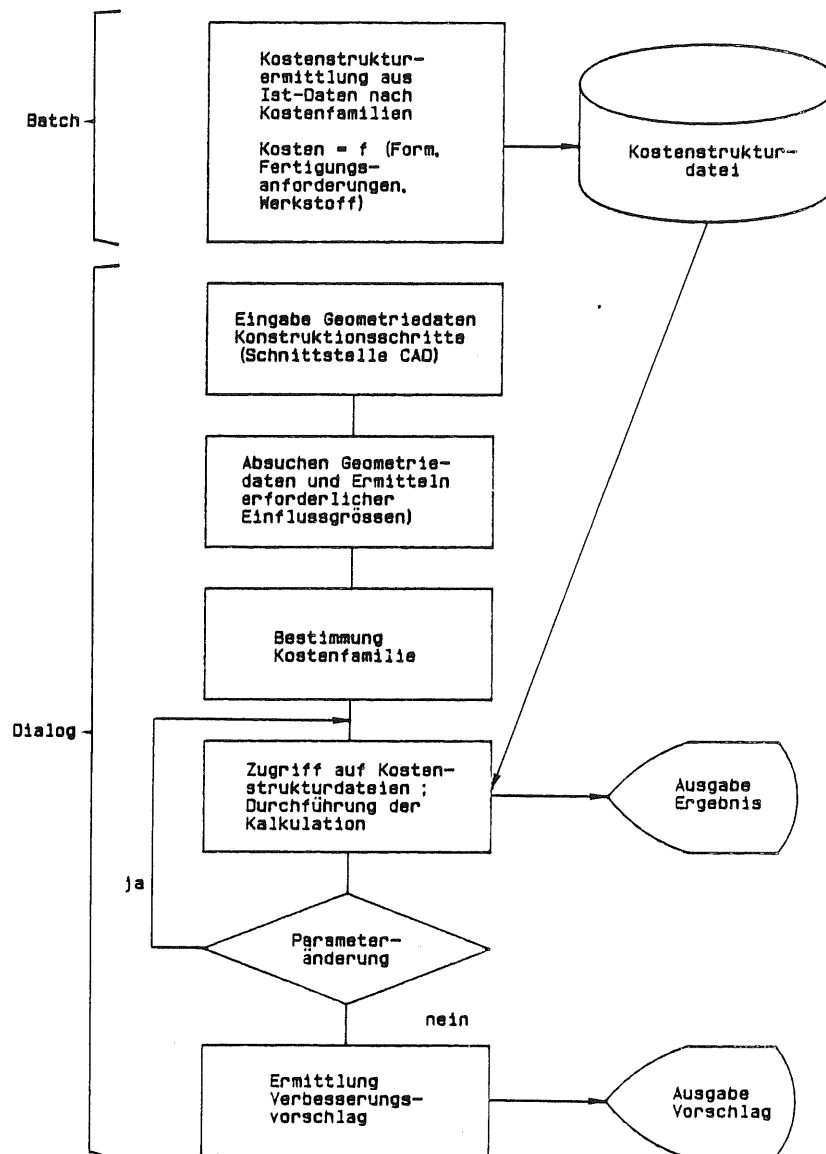 Kostenstruktur-
ermittlung aus
Ist-Daten nach
Kostenfamilien
Kosten = f (Form,
Fertigungs-
anforderungen,
Werkstoff)
Batch
Kostenstruktur-
datei
Eingabe Geometriedaten
Konstruktionsschritte
(Schnittstelle CAD)
Absuchen Geometrie-
daten und Ermitteln
erforderlicher
Einflussgrössen)
Bestimmung
Kostenfamilie
Dialog
Zugriff auf Kosten-
strukturdateien ;
Durchführung der
Kalkulation
Ausgabe
Ergebnis
ja
Parameter-
änderung
nein
Ermittlung
Verbesserungs-
vorschlag
Ausgabe
Vorschlag